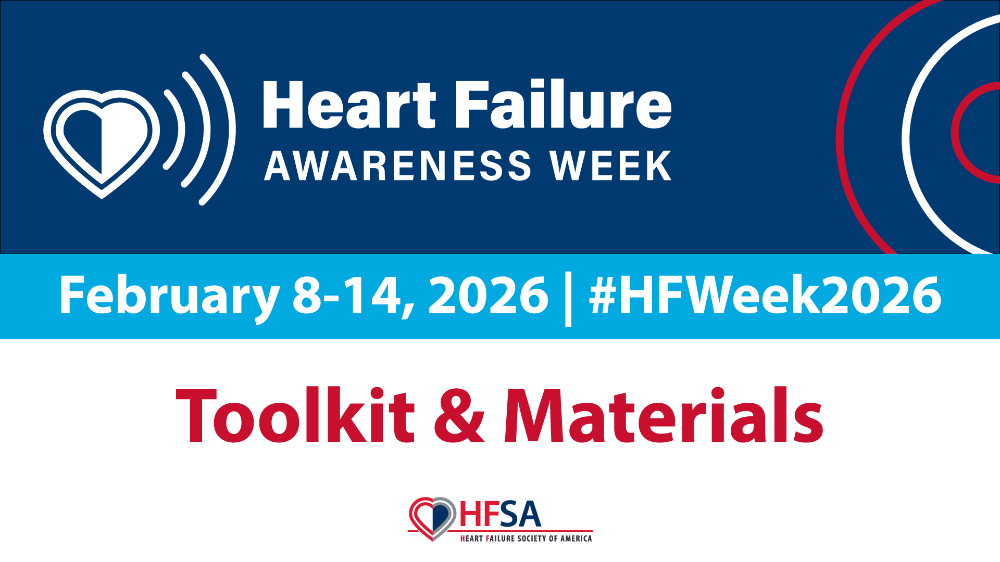 Heart Failure
AWARENESS WEEK
February 8-14, 2026 | #HFWeek2026
Toolkit & Materials
HFSA
HEART FAILURE SOCIETY OF AMERICA